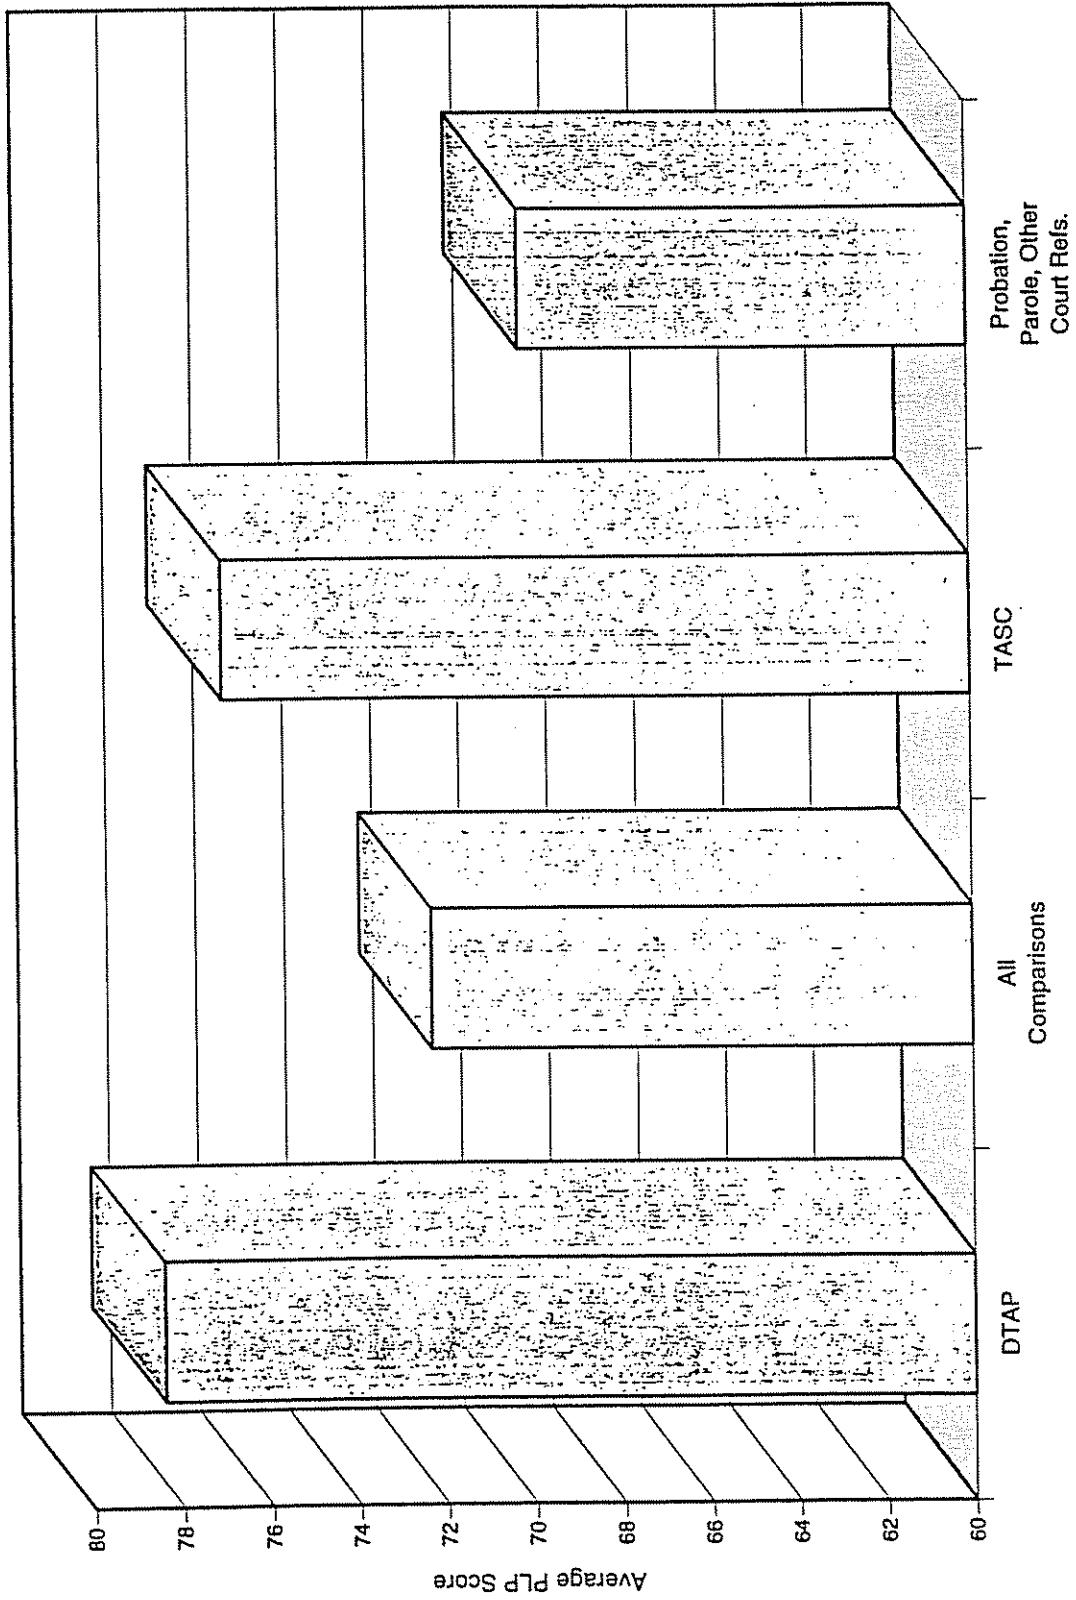 Average PLP Score
80
78
76
74
72
70
68
66
64
62
60
DTAP
All
Comparisons
TASC
Probation,
Parole, Other
Court Refs.